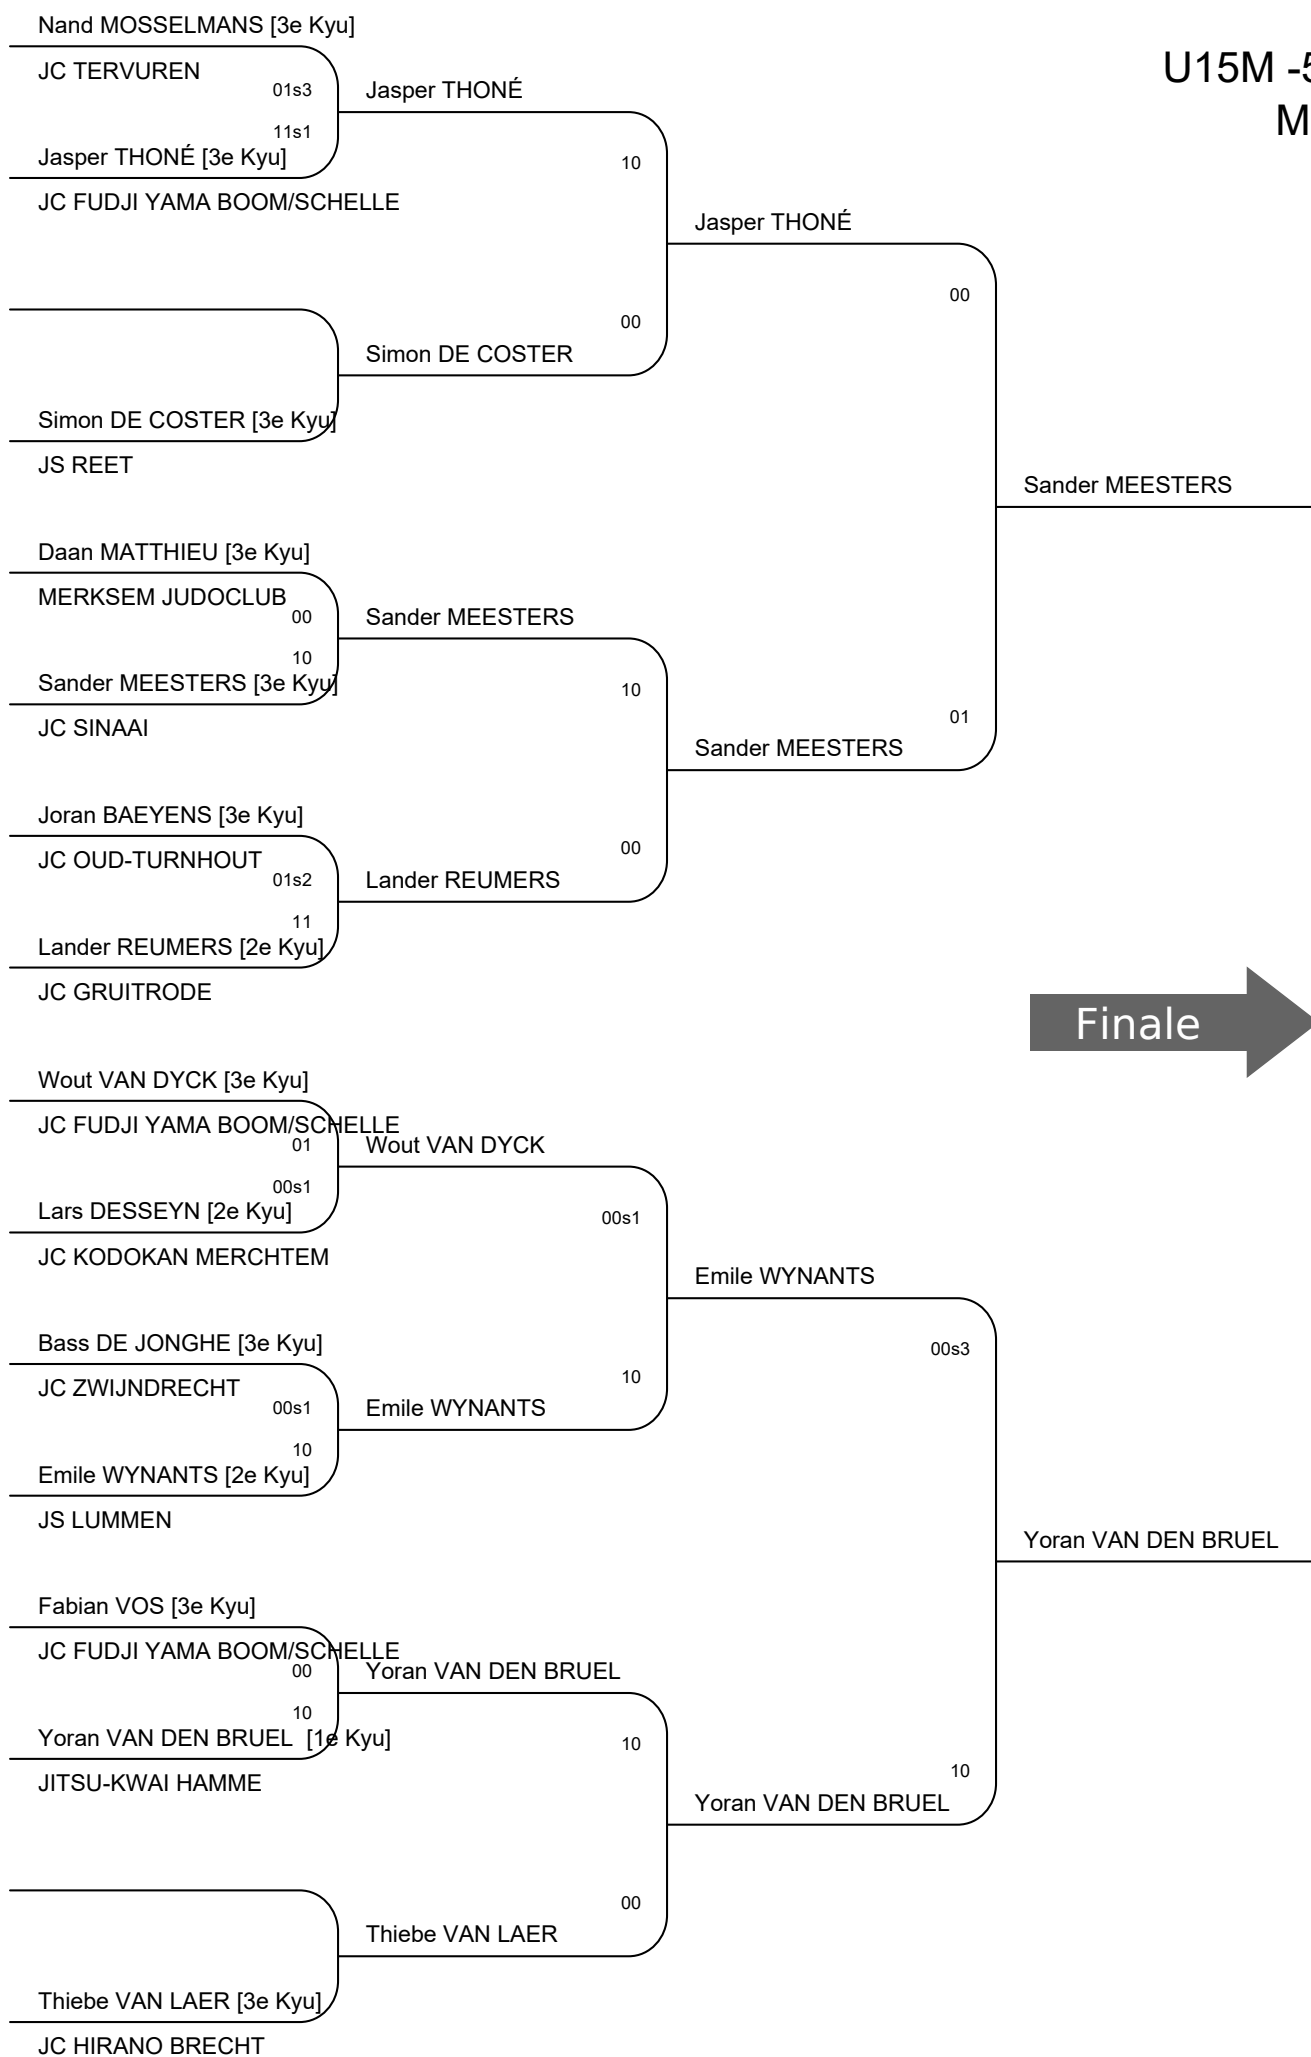 Nand MOSSELMANS [3e Kyu]
JC TERVUREN
01s3
11s1
Jasper THONÉ [3e Kyu]
JC FUDJI YAMA BOOM/SCHELLE
Jasper THONÉ
10
U15M -5
M
Jasper THONÉ
00
00
Simon DE COSTER
Simon DE COSTER [3e Kyu]
JS REET
Sander MEESTERS
Daan MATTHIEU [3e Kyu]
MERKSEM JUDOCLUB
00
10
Sander MEESTERS [3e Kyu]
JC SINAAI
Sander MEESTERS
10
01
Sander MEESTERS
Joran BAEYENS [3e Kyu]
JC OUD-TURNHOUT
01s2
11
Lander REUMERS [2e Kyu]
JC GRUITRODE
00
Lander REUMERS
Finale
Wout VAN DYCK [3e Kyu]
JC FUDJI YAMA BOOM/SCHELLE
01
00s1
Lars DESSEYN [2e Kyu]
JC KODOKAN MERCHTEM
Wout VAN DYCK
00s1
Emile WYNANTS
00s3
Bass DE JONGHE [3e Kyu]
JC ZWIJNDRECHT
00s1
10
Emile WYNANTS [2e Kyu]
JS LUMMEN
10
Emile WYNANTS
Yoran VAN DEN BRUEL
Fabian VOS [3e Kyu]
JC FUDJI YAMA BOOM/SCHELLE
00
10
Yoran VAN DEN BRUEL  [1e Kyu]
JITSU-KWAI HAMME
Yoran VAN DEN BRUEL
10
10
Yoran VAN DEN BRUEL
00
Thiebe VAN LAER
Thiebe VAN LAER [3e Kyu]
JC HIRANO BRECHT